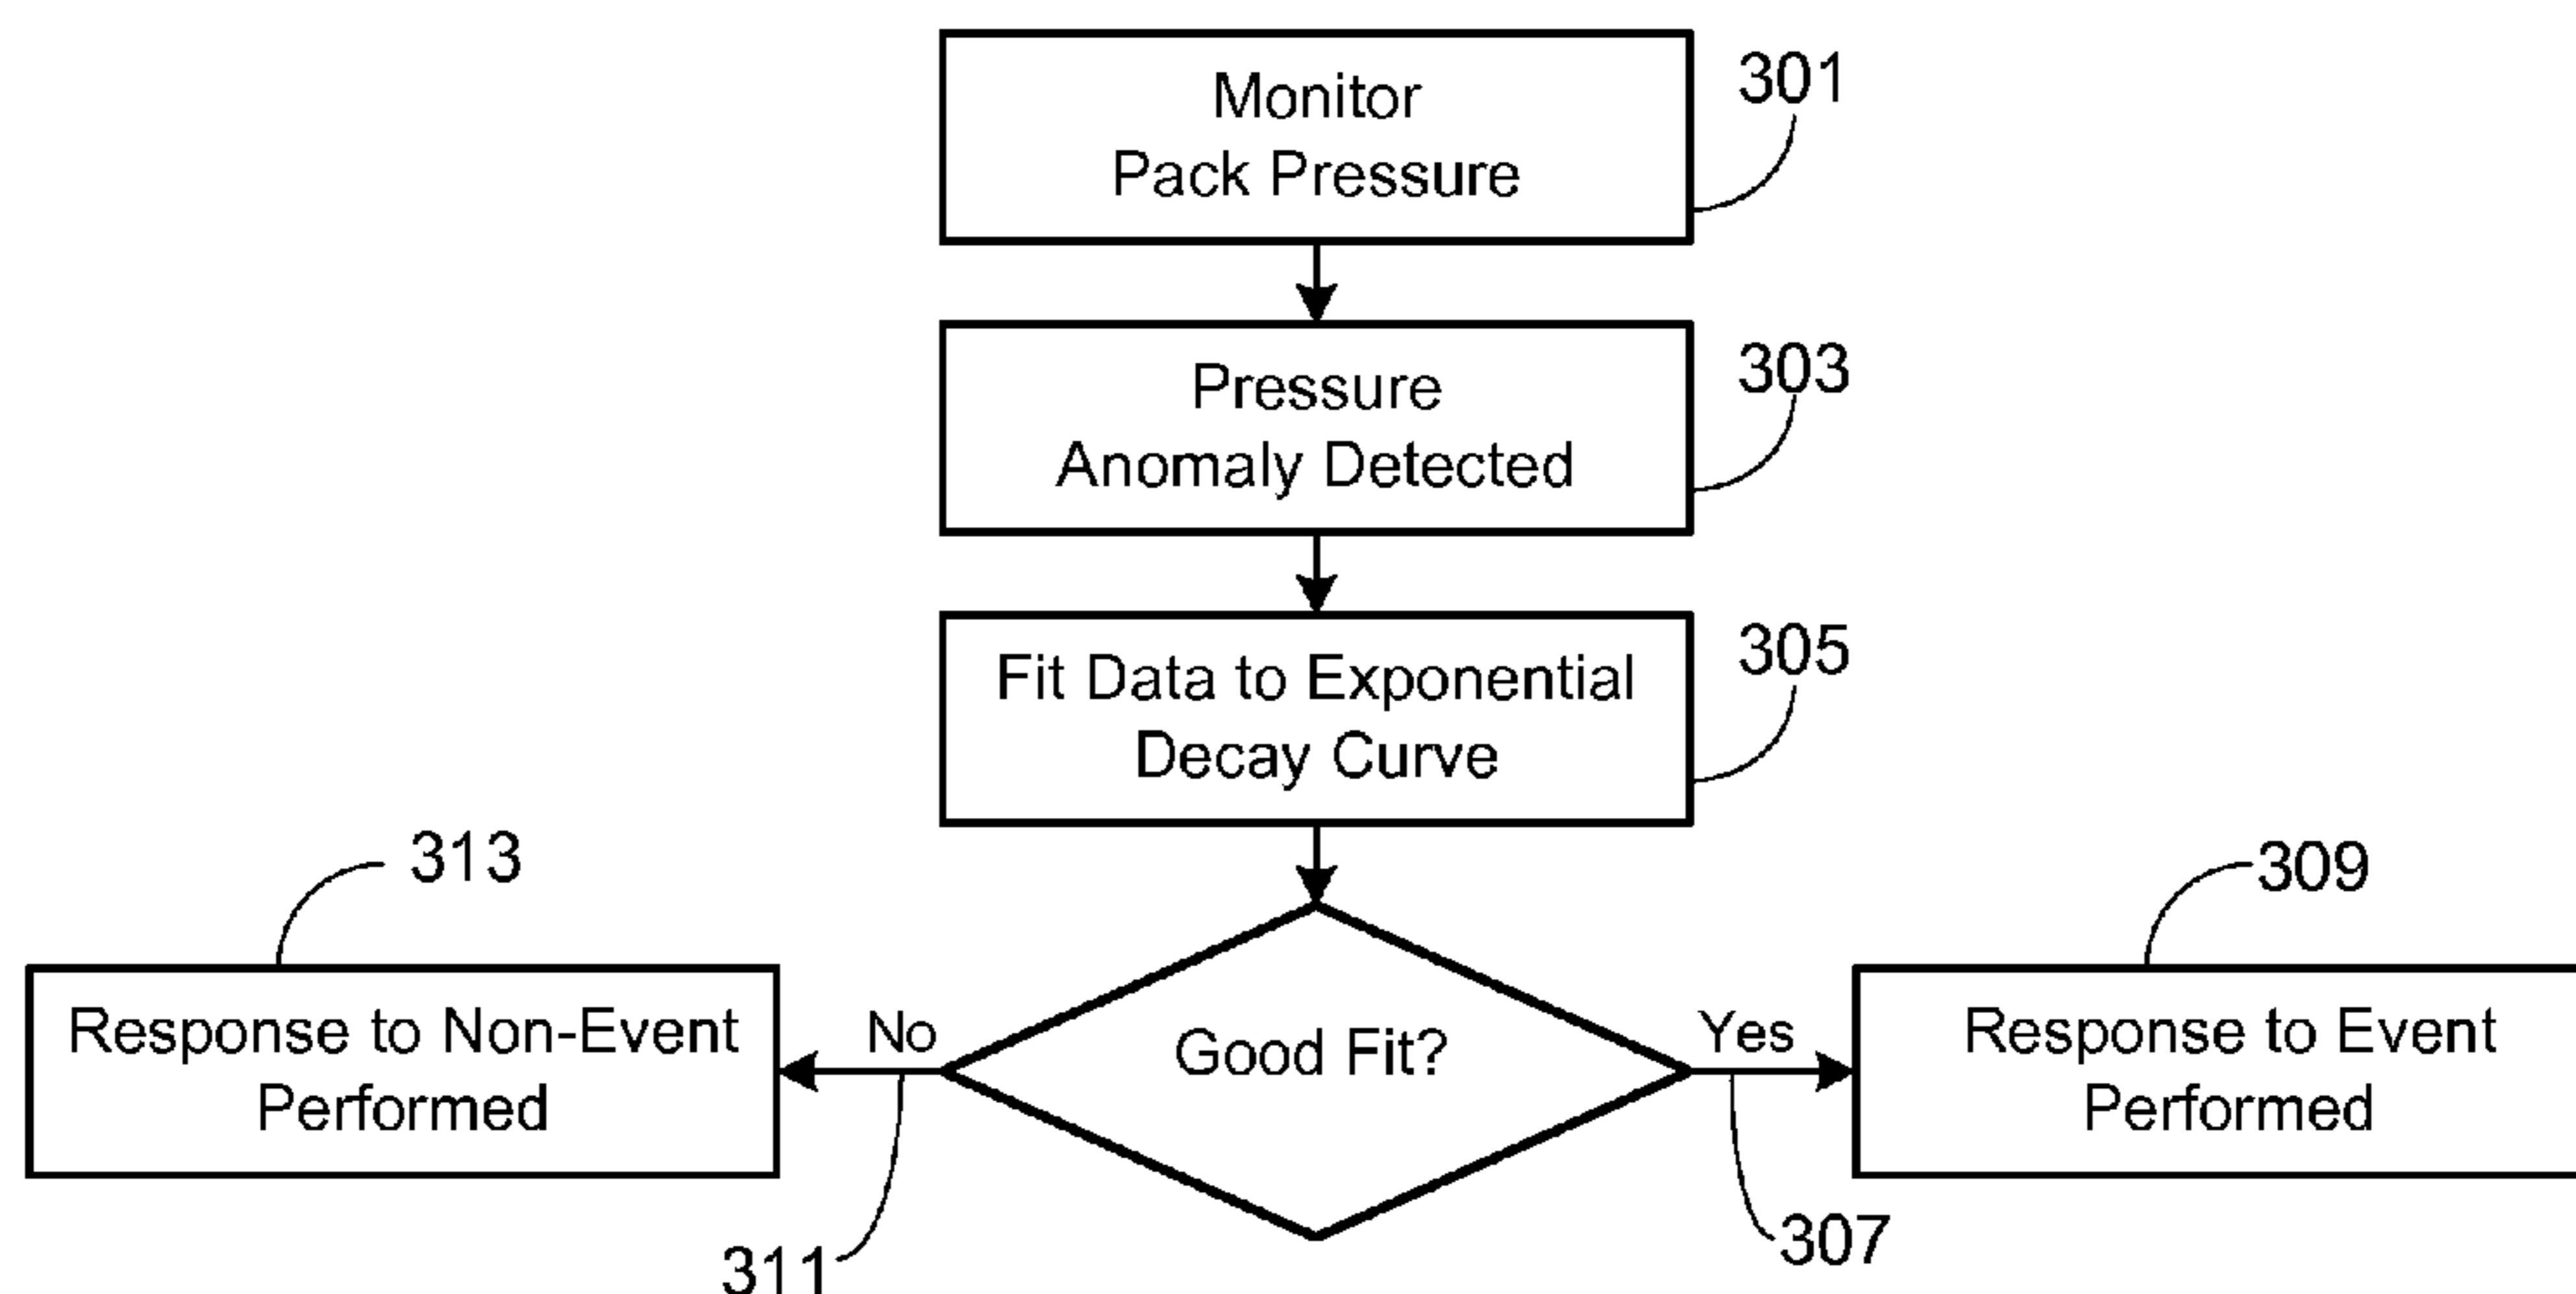 Monitor
Pack Pressure
301
Pressure
Anomaly Detected
303
Fit Data to Exponential
Decay Curve
305
313
309
Response to Non-Event
Performed
No
Good Fit?
Yes
Response to Event
Performed
311
307